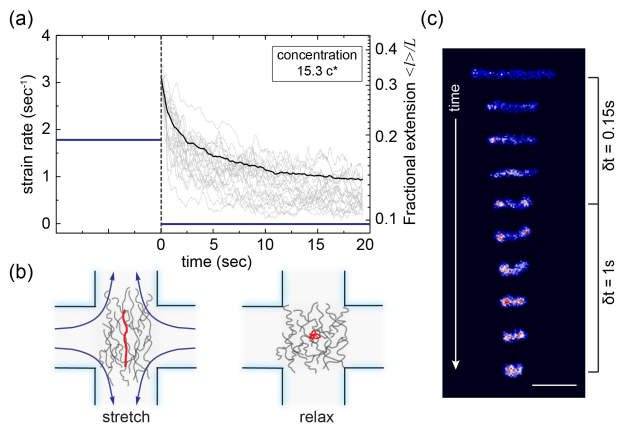 (a)
concentration
15.3 c*
strain rate (sec⁻¹)
4
3
2
1
0
Fractional extension <l>/L
0.4
0.3
0.2
0.1
0
5
10
15
20
time (sec)
(b)
stretch
relax
(c)
time
δt = 0.15s
δt = 1s